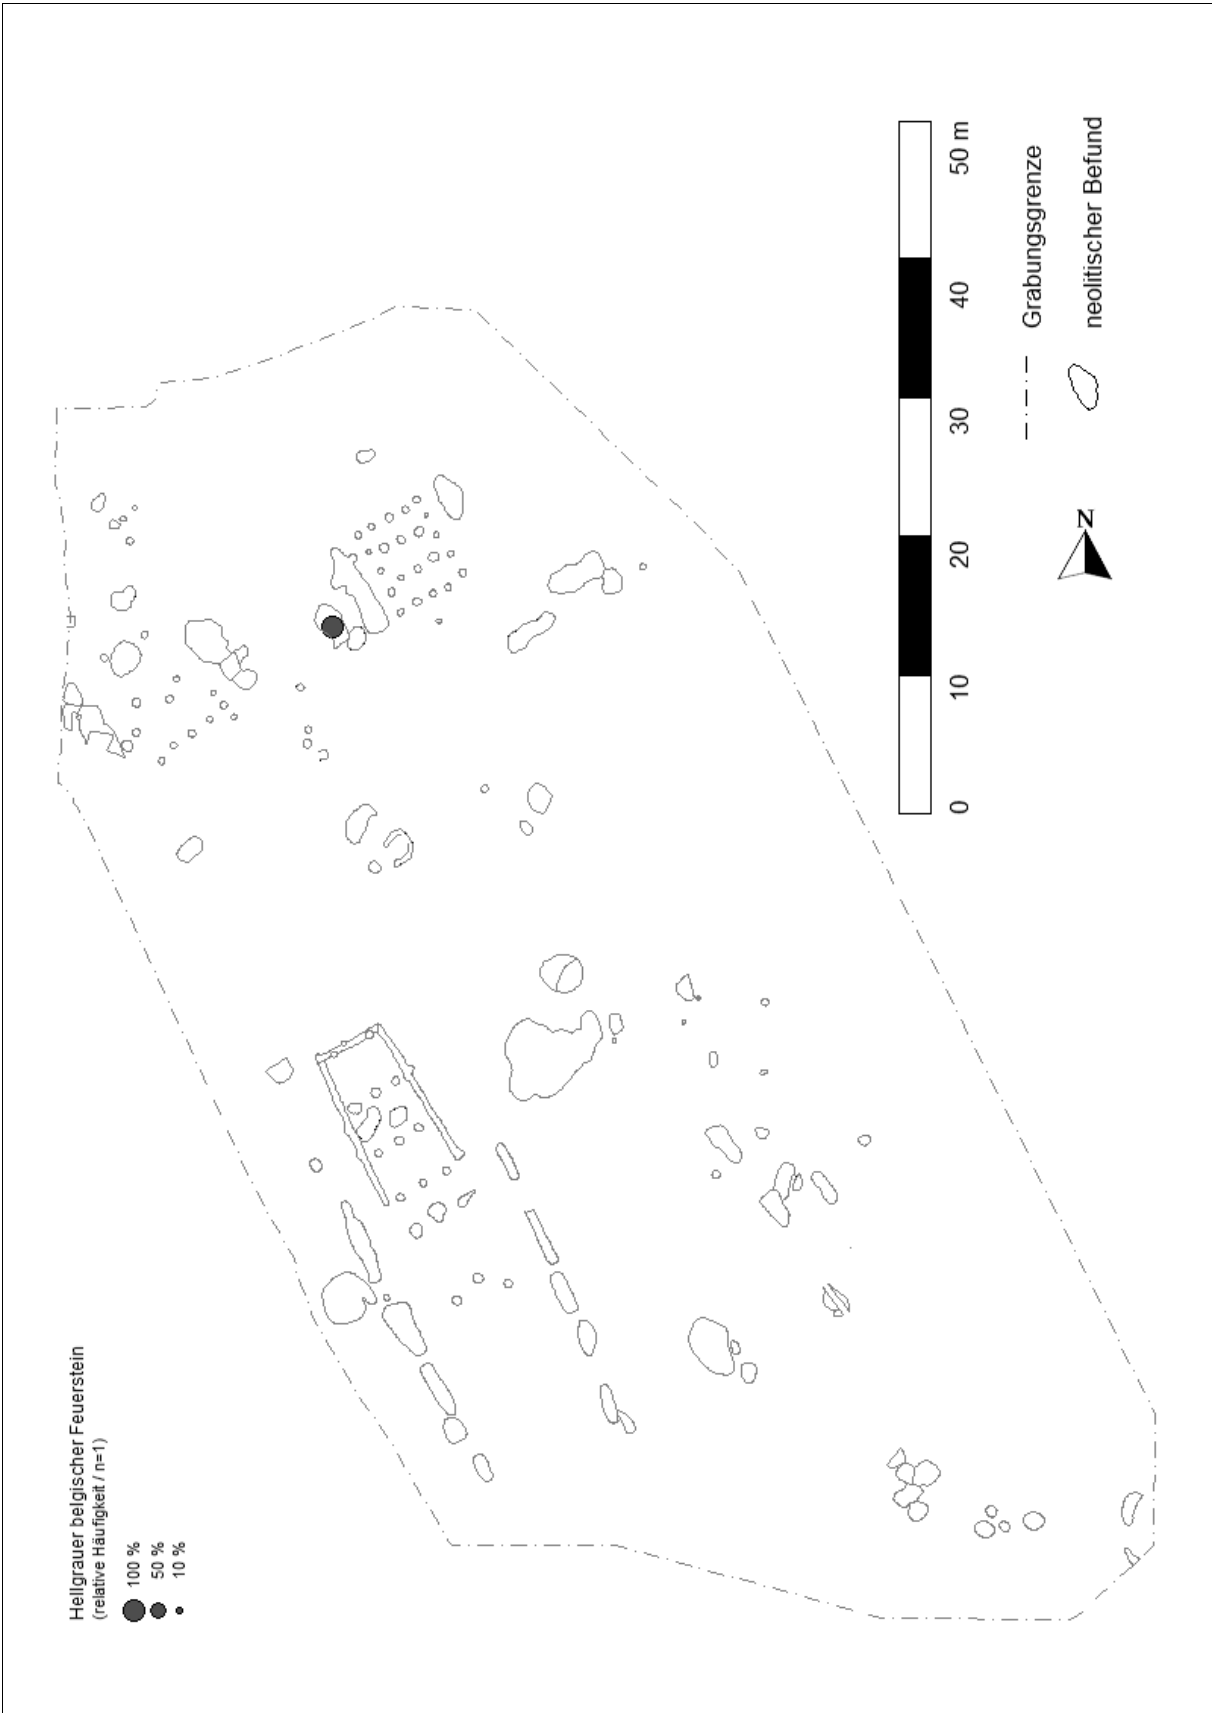 Hellgrauer belgischer Feuerstein
(relative Häufigkeit / n=1)
100 %
50 %
10 %
0
10
20
30
40
50 m
Grabungsgrenze
neolitischer Befund
N